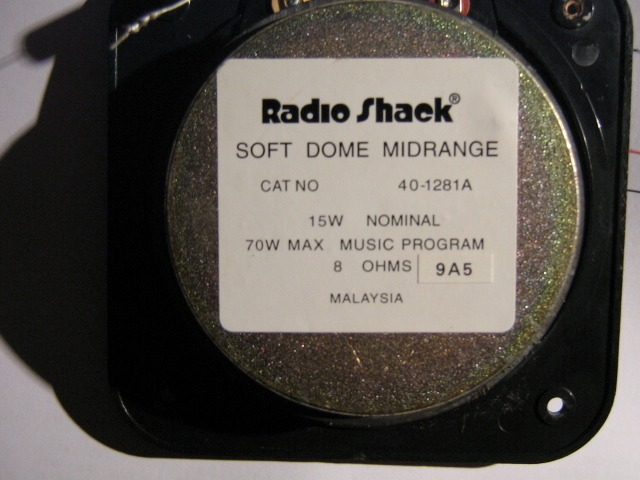 Radio Shack®
SOFT DOME MIDRANGE
CAT NO 40-1281A
15W NOMINAL
70W MAX MUSIC PROGRAM
8 OHMS 9A5
MALAYSIA